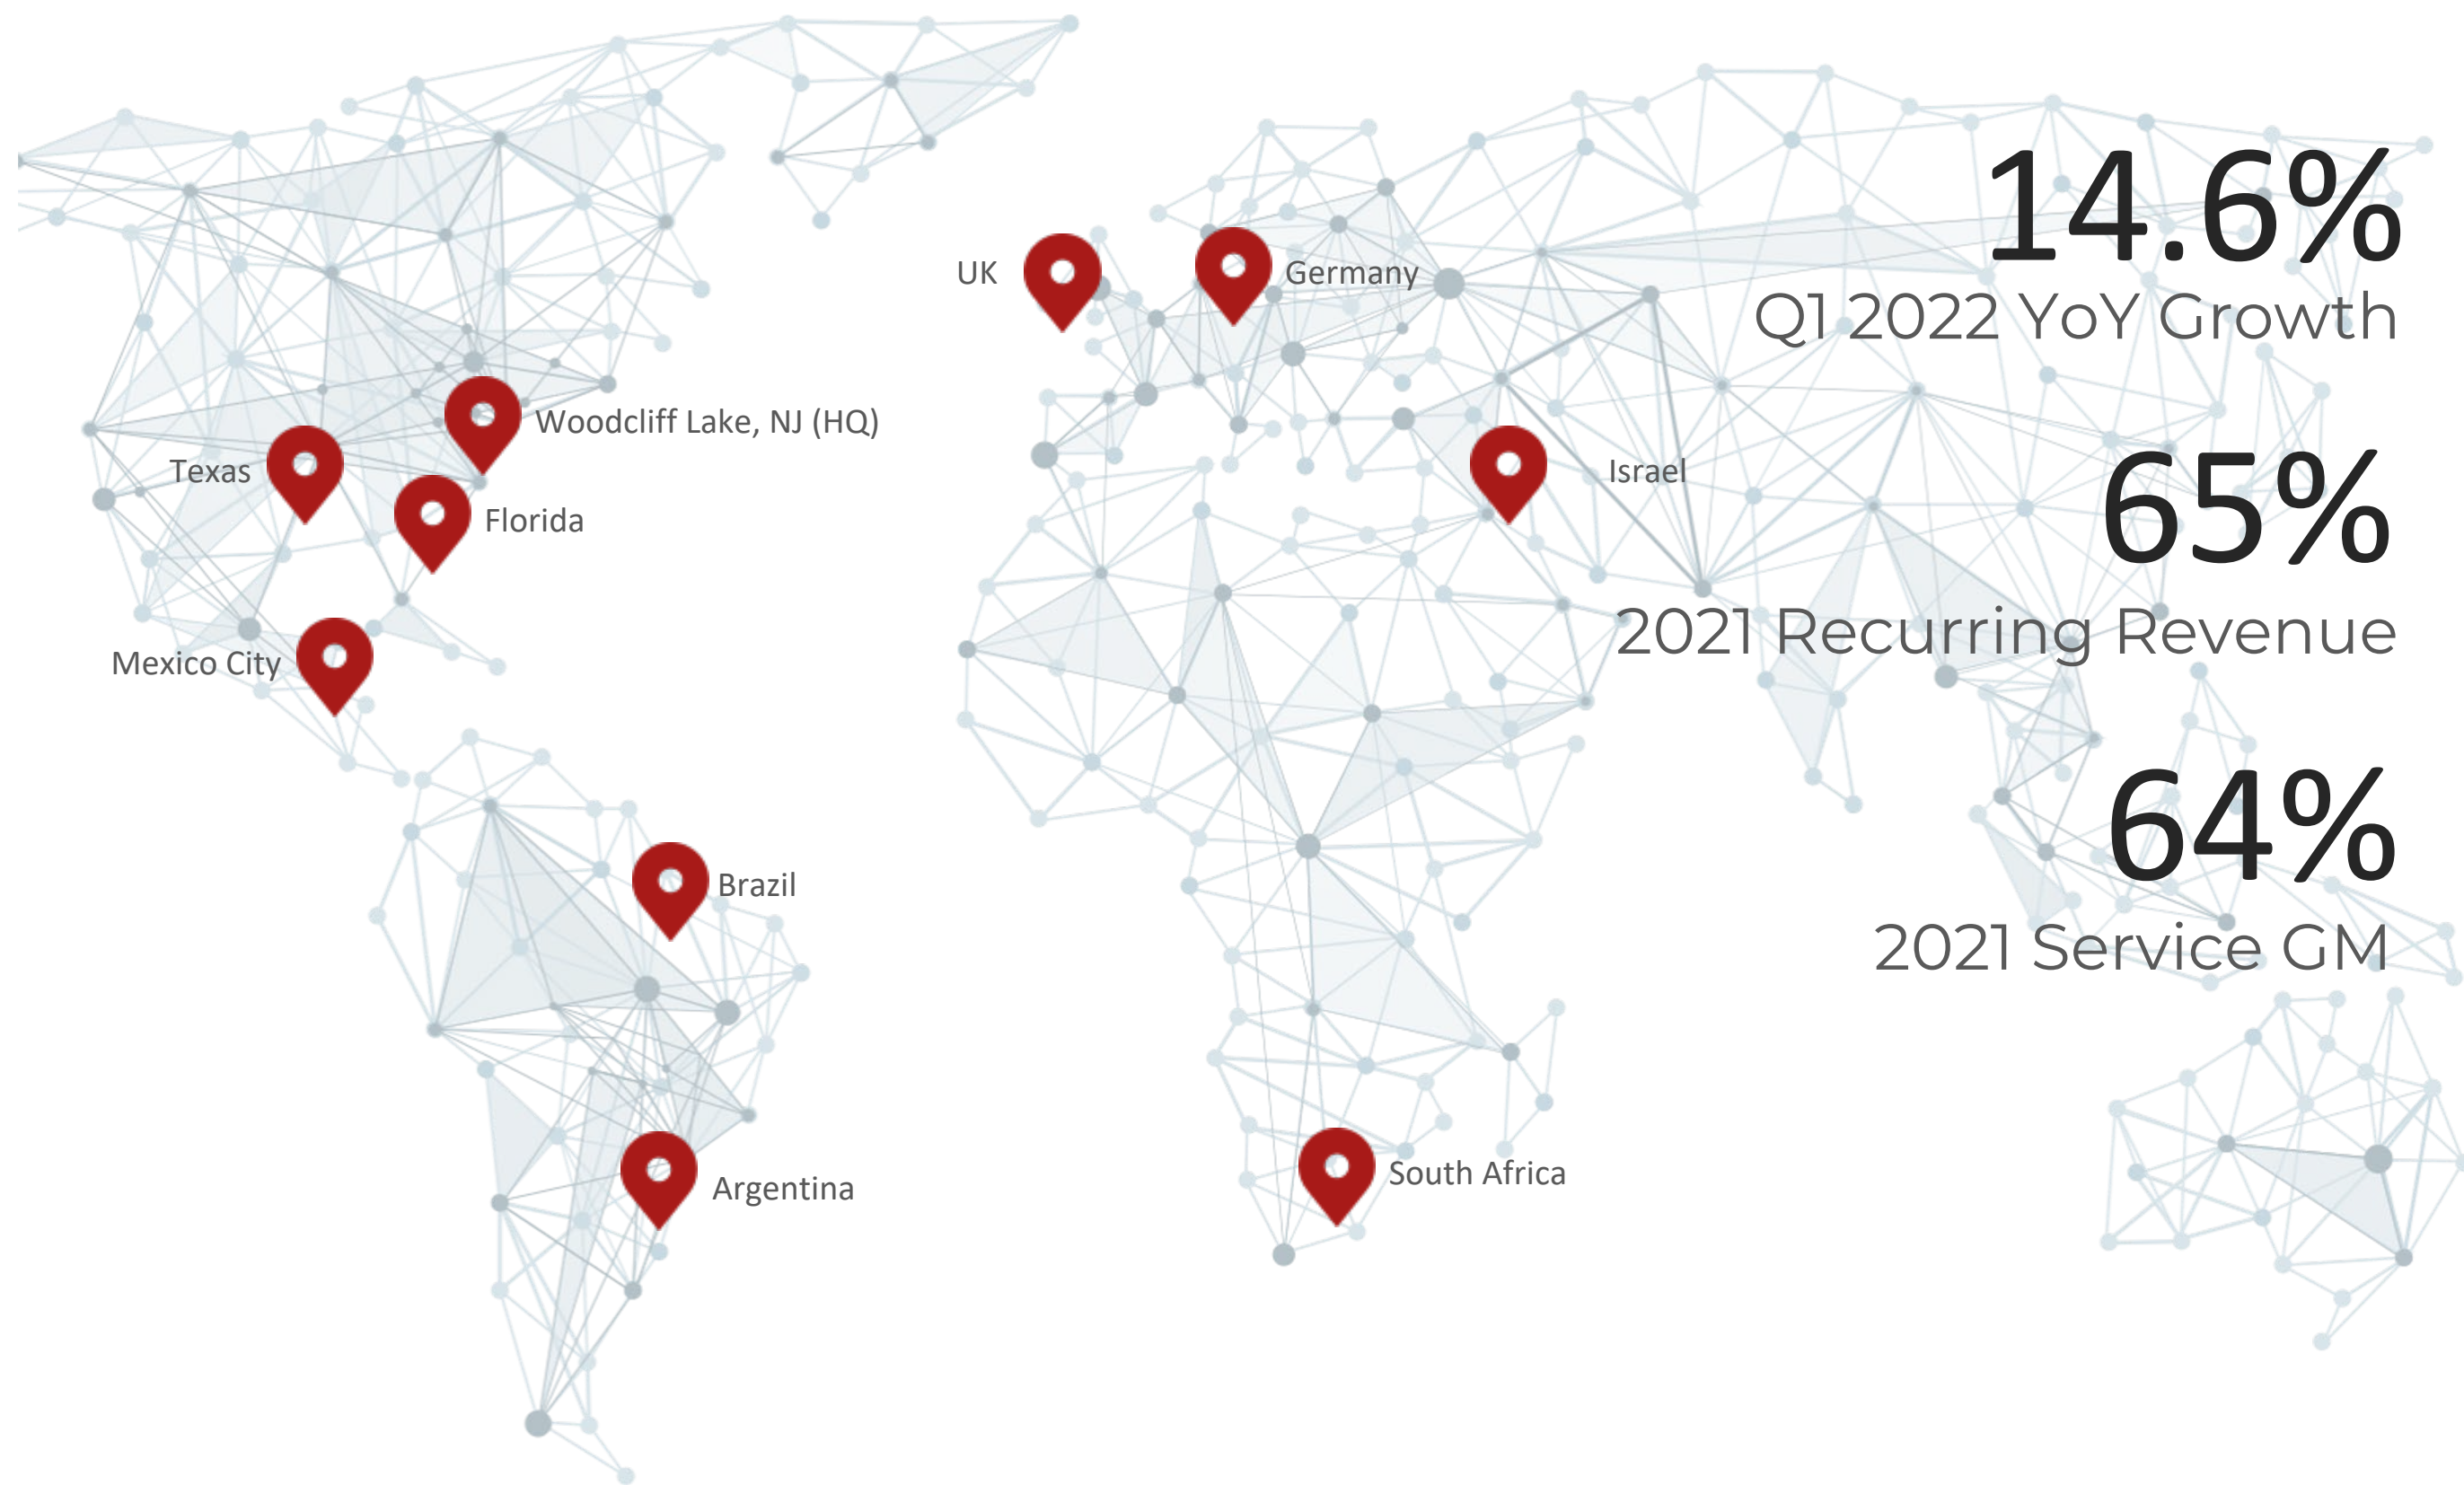 14.6%
Q1 2022 YoY Growth
UK
Germany
Woodcliff Lake, NJ (HQ)
Texas
Israel
Florida
65%
2021 Recurring Revenue
Mexico City
64%
2021 Service GM
Brazil
Argentina
South Africa